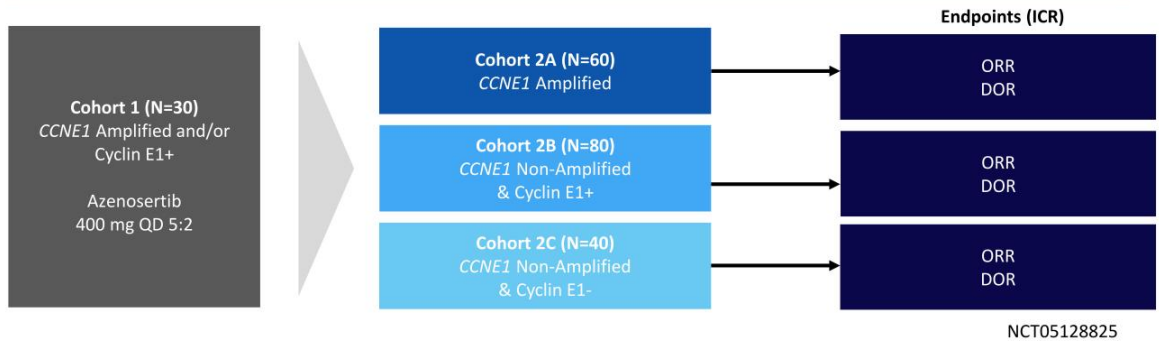 Endpoints (ICR)
Cohort 1 (N=30)
CCNE1 Amplified and/or
Cyclin E1+
Azenosertib
400 mg QD 5:2
Cohort 2A (N=60)
CCNE1 Amplified
ORR
DOR
Cohort 2B (N=80)
CCNE1 Non-Amplified
& Cyclin E1+
ORR
DOR
Cohort 2C (N=40)
CCNE1 Non-Amplified
& Cyclin E1-
ORR
DOR
NCT05128825